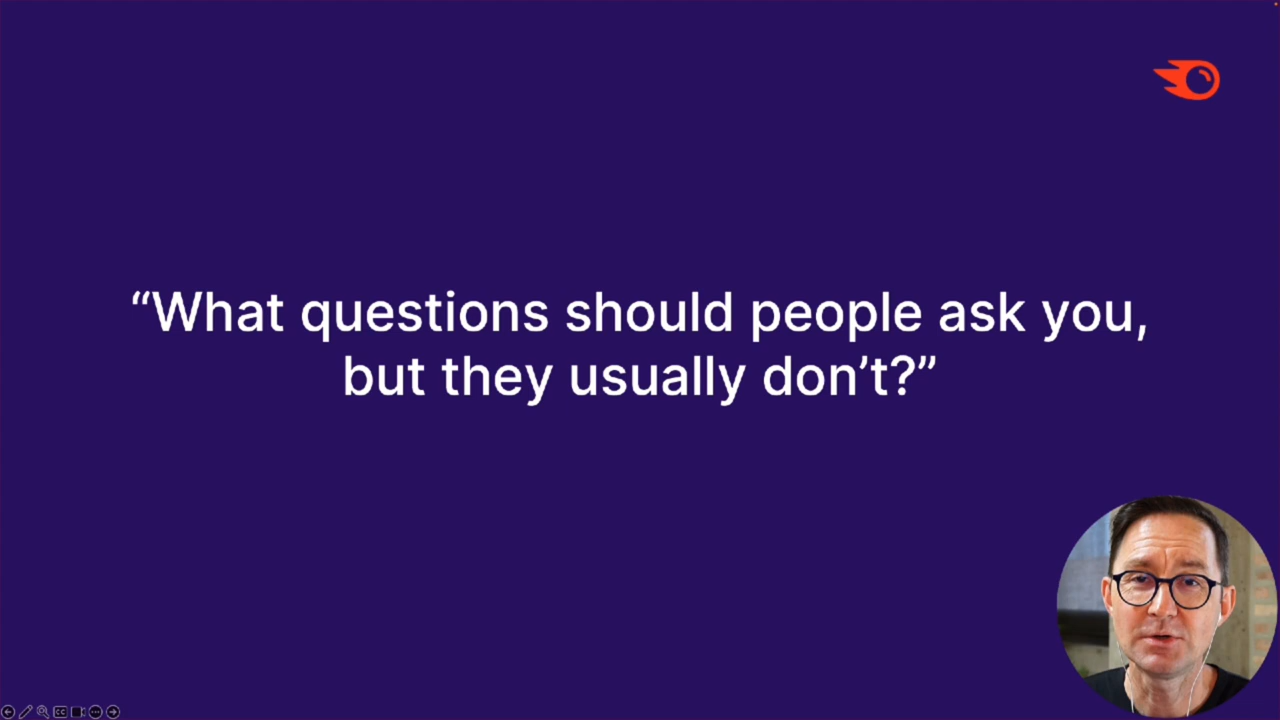 “What questions should people ask you,
but they usually don’t?”